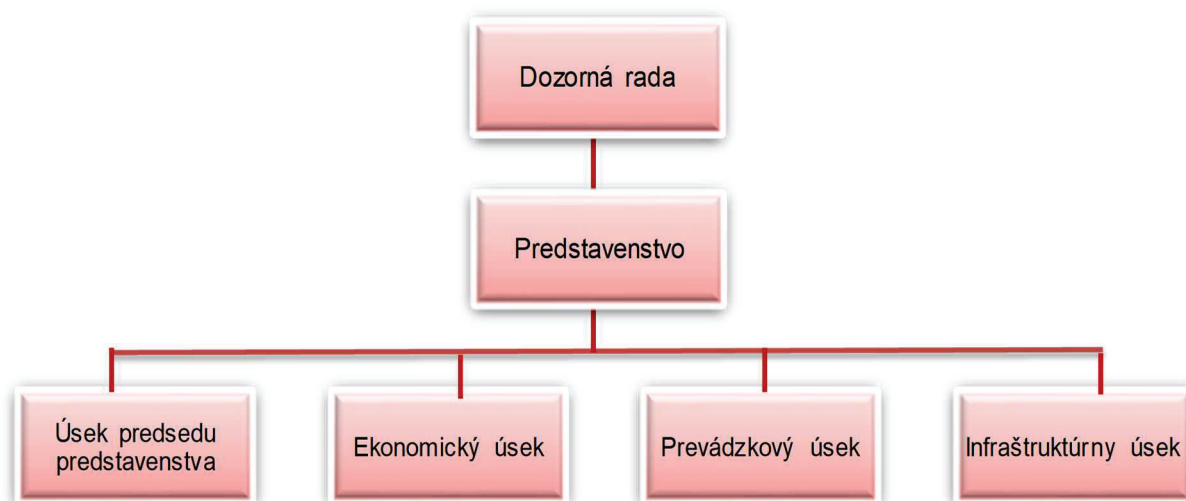 Dozorná rada
Predstavenstvo
Úsek predsedu
predstavenstva
Ekonomický úsek
Prevádzkový úsek
Infraštruktúrny úsek